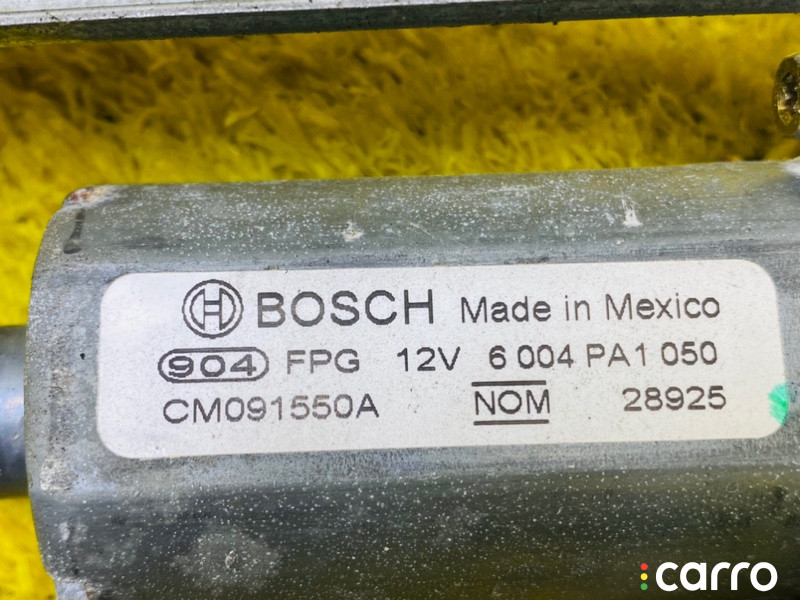 BOSCH Made in Mexico
904 FPG 12V 6 004 PA1 050
CM091550A NOM 28925
carro